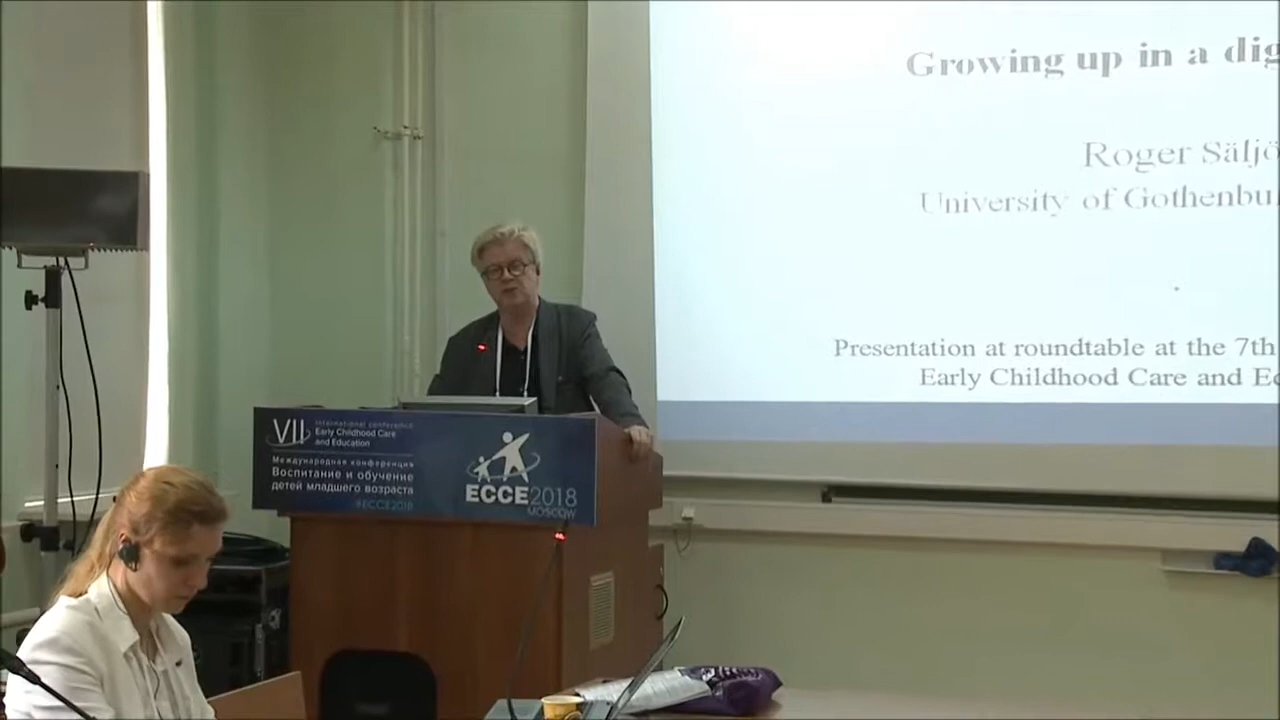 Growing up in a dig
Roger Säljö
University of Gothenbu
Presentation at roundtable at the 7th
Early Childhood Care and Ed
VII
International conference
Early Childhood Care
and Education
Международная конференция
Воспитание и обучение
детей младшего возраста
#ECCE2018
ECCE2018
MOSCOW